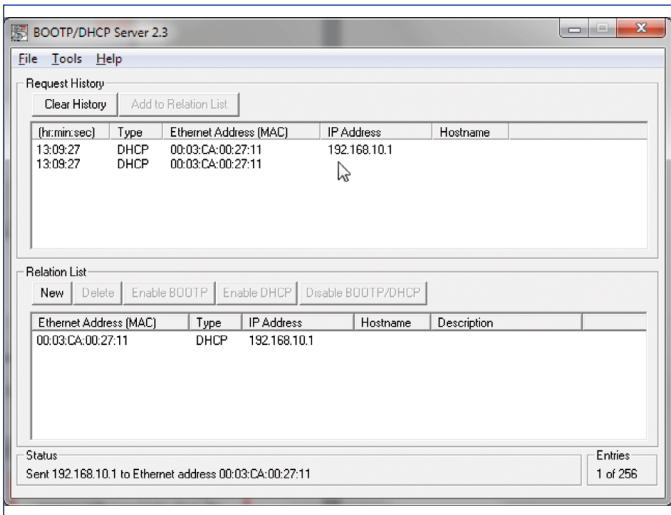 BOOTP/DHCP Server 2.3
File Tools Help
Request History
Clear History Add to Relation List
(hr:min:sec) Type Ethernet Address (MAC) IP Address Hostname
13:09:27 DHCP 00:03:CA:00:27:11 192.168.10.1
13:09:27 DHCP 00:03:CA:00:27:11
Relation List
New Delete Enable BOOTP Enable DHCP Disable BOOTP/DHCP
Ethernet Address (MAC) Type IP Address Hostname Description
00:03:CA:00:27:11 DHCP 192.168.10.1
Status
Sent 192.168.10.1 to Ethernet address 00:03:CA:00:27:11
Entries
1 of 256